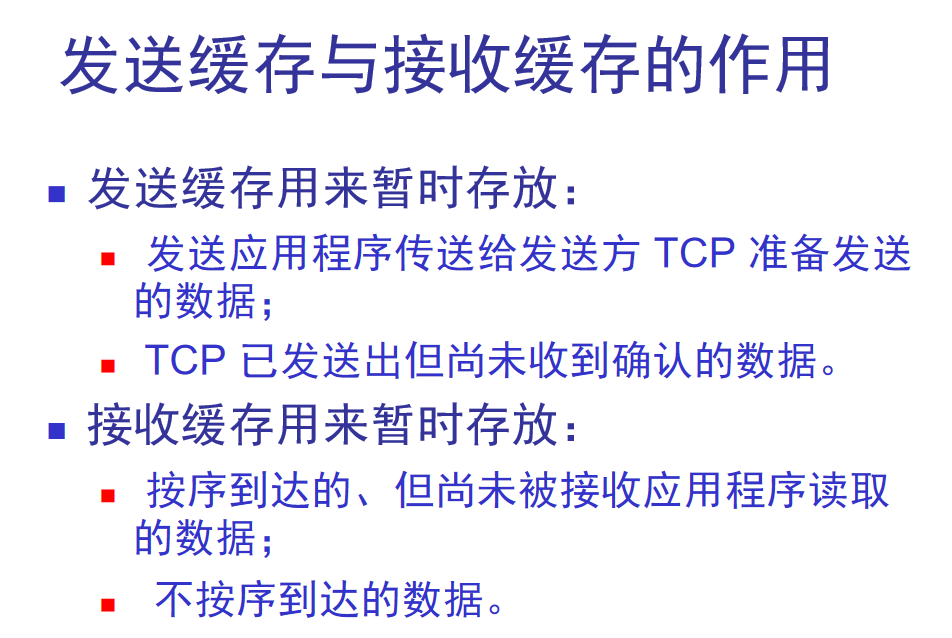 发送缓存与接收缓存的作用
发送缓存用来暂时存放：
发送应用程序传送给发送方 TCP 准备发送
的数据；
TCP 已发送出但尚未收到确认的数据。
接收缓存用来暂时存放：
按序到达的、但尚未被接收应用程序读取
的数据；
不按序到达的数据。